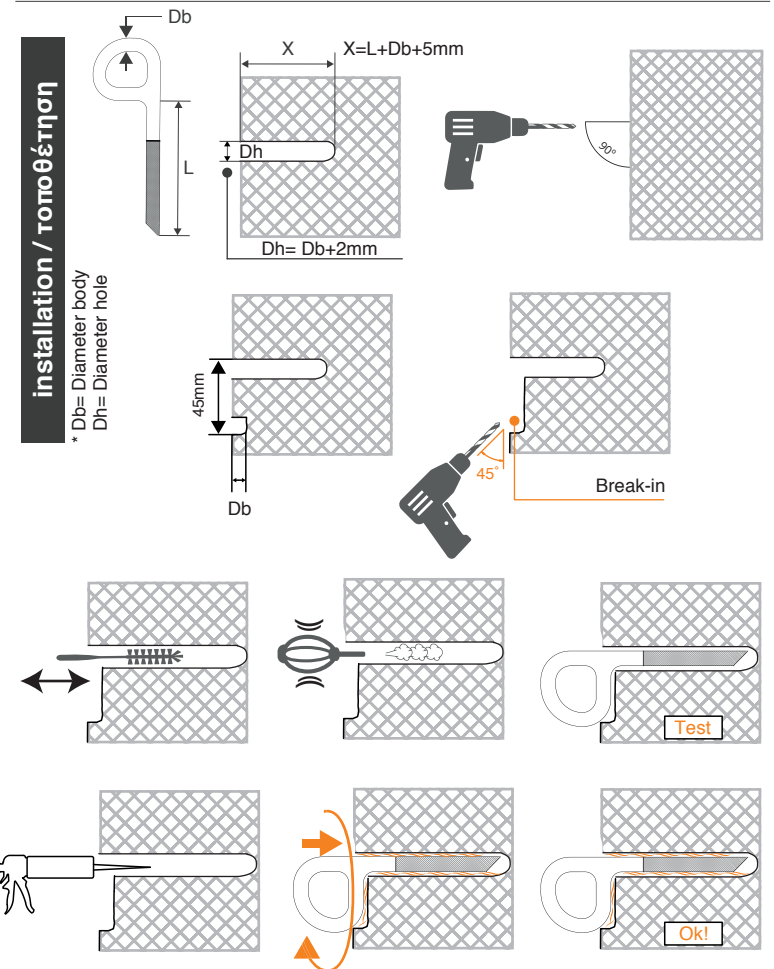 Db
installation / τοποθέτηση
* Db= Diameter body
Dh= Diameter hole
L
X
X=L+Db+5mm
Dh
Dh= Db+2mm
90°
45mm
Db
45°
Break-in
Test
Ok!